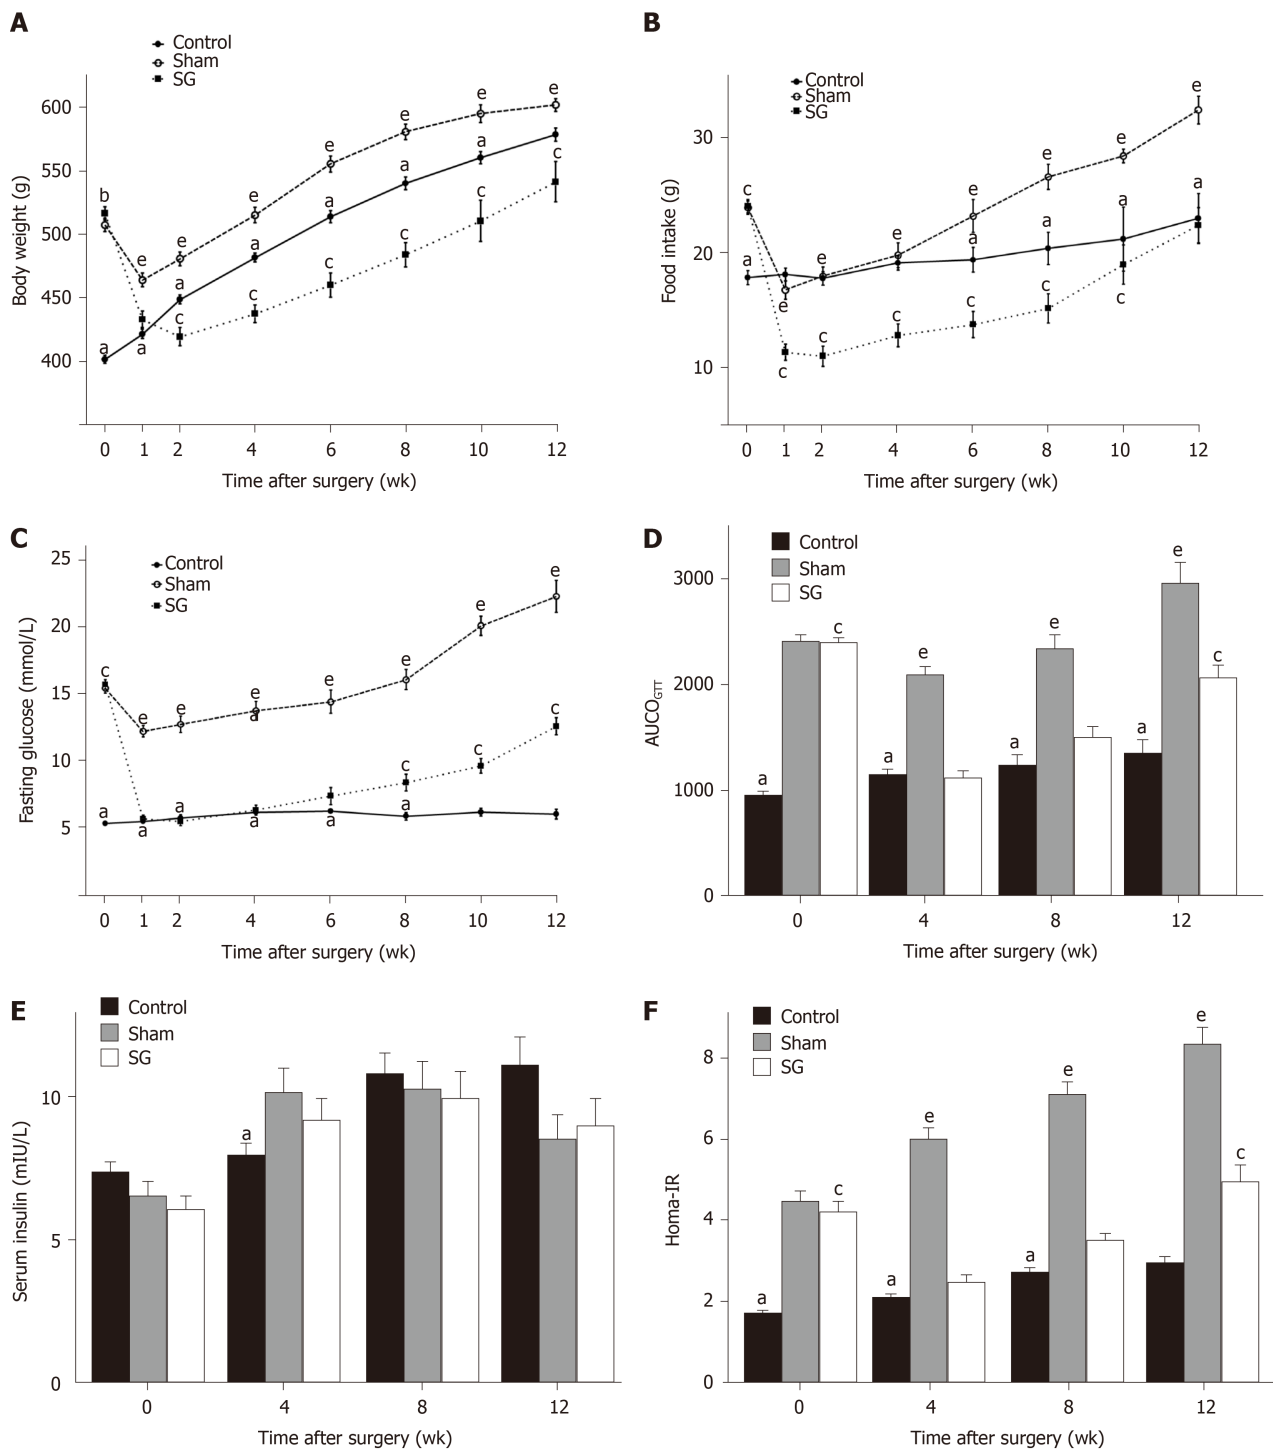 A
Control
Sham
SG
Body weight (g)
600
550
500
450
400
b
e
e
e
e
e
e
e
a
a
a
a
a
a
a
c
c
c
c
c
c
0 1 2 4 6 8 10 12
Time after surgery (wk)
B
Control
Sham
SG
Food intake (g)
30
20
10
c
a
e
e
e
e
e
e
e
a
a
a
a
c
c
c
c
c
c
0 1 2 4 6 8 10 12
Time after surgery (wk)
C
Control
Sham
SG
Fasting glucose (mmol/L)
25
20
15
10
5
c
e
e
e
e
e
e
e
a
a
a
a
a
a
c
c
c
0 1 2 4 6 8 10 12
Time after surgery (wk)
D
Control
Sham
SG
AUCO_GTT
3000
2000
1000
0
a
c
a
e
a
e
a
e
c
0 4 8 12
Time after surgery (wk)
E
Control
Sham
SG
Serum insulin (mIU/L)
10
5
0
a
0 4 8 12
Time after surgery (wk)
F
Control
Sham
SG
Homa-IR
8
6
4
2
0
a
c
a
e
a
e
e
c
0 4 8 12
Time after surgery (wk)